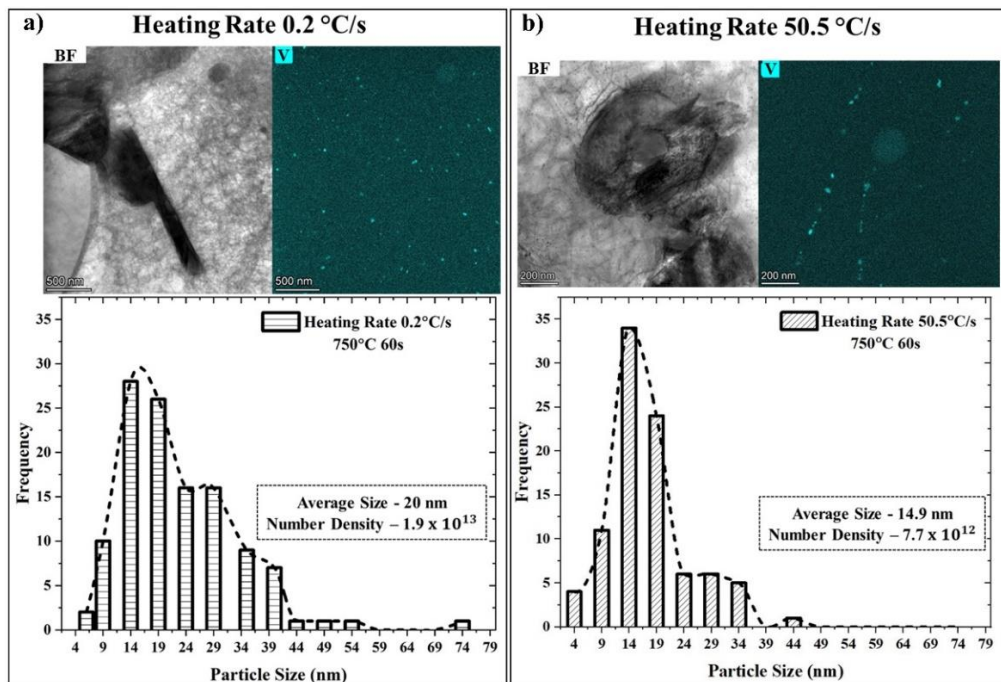 a)
Heating Rate 0.2 °C/s
BF
V
500 nm
500 nm
35
30
25
20
15
10
5
0
Frequency
Heating Rate 0.2°C/s
750°C 60s
Average Size - 20 nm
Number Density – 1.9 x 10¹³
4 9 14 19 24 29 34 40 44 49 54 59 64 69 74 79
Particle Size (nm)
b)
Heating Rate 50.5 °C/s
BF
V
200 nm
200 nm
35
30
25
20
15
10
5
0
Frequency
Heating Rate 50.5°C/s
750°C 60s
Average Size - 14.9 nm
Number Density – 7.7 x 10¹²
4 9 14 19 24 29 34 39 44 49 54 59 64 69 74 79
Particle Size (nm)